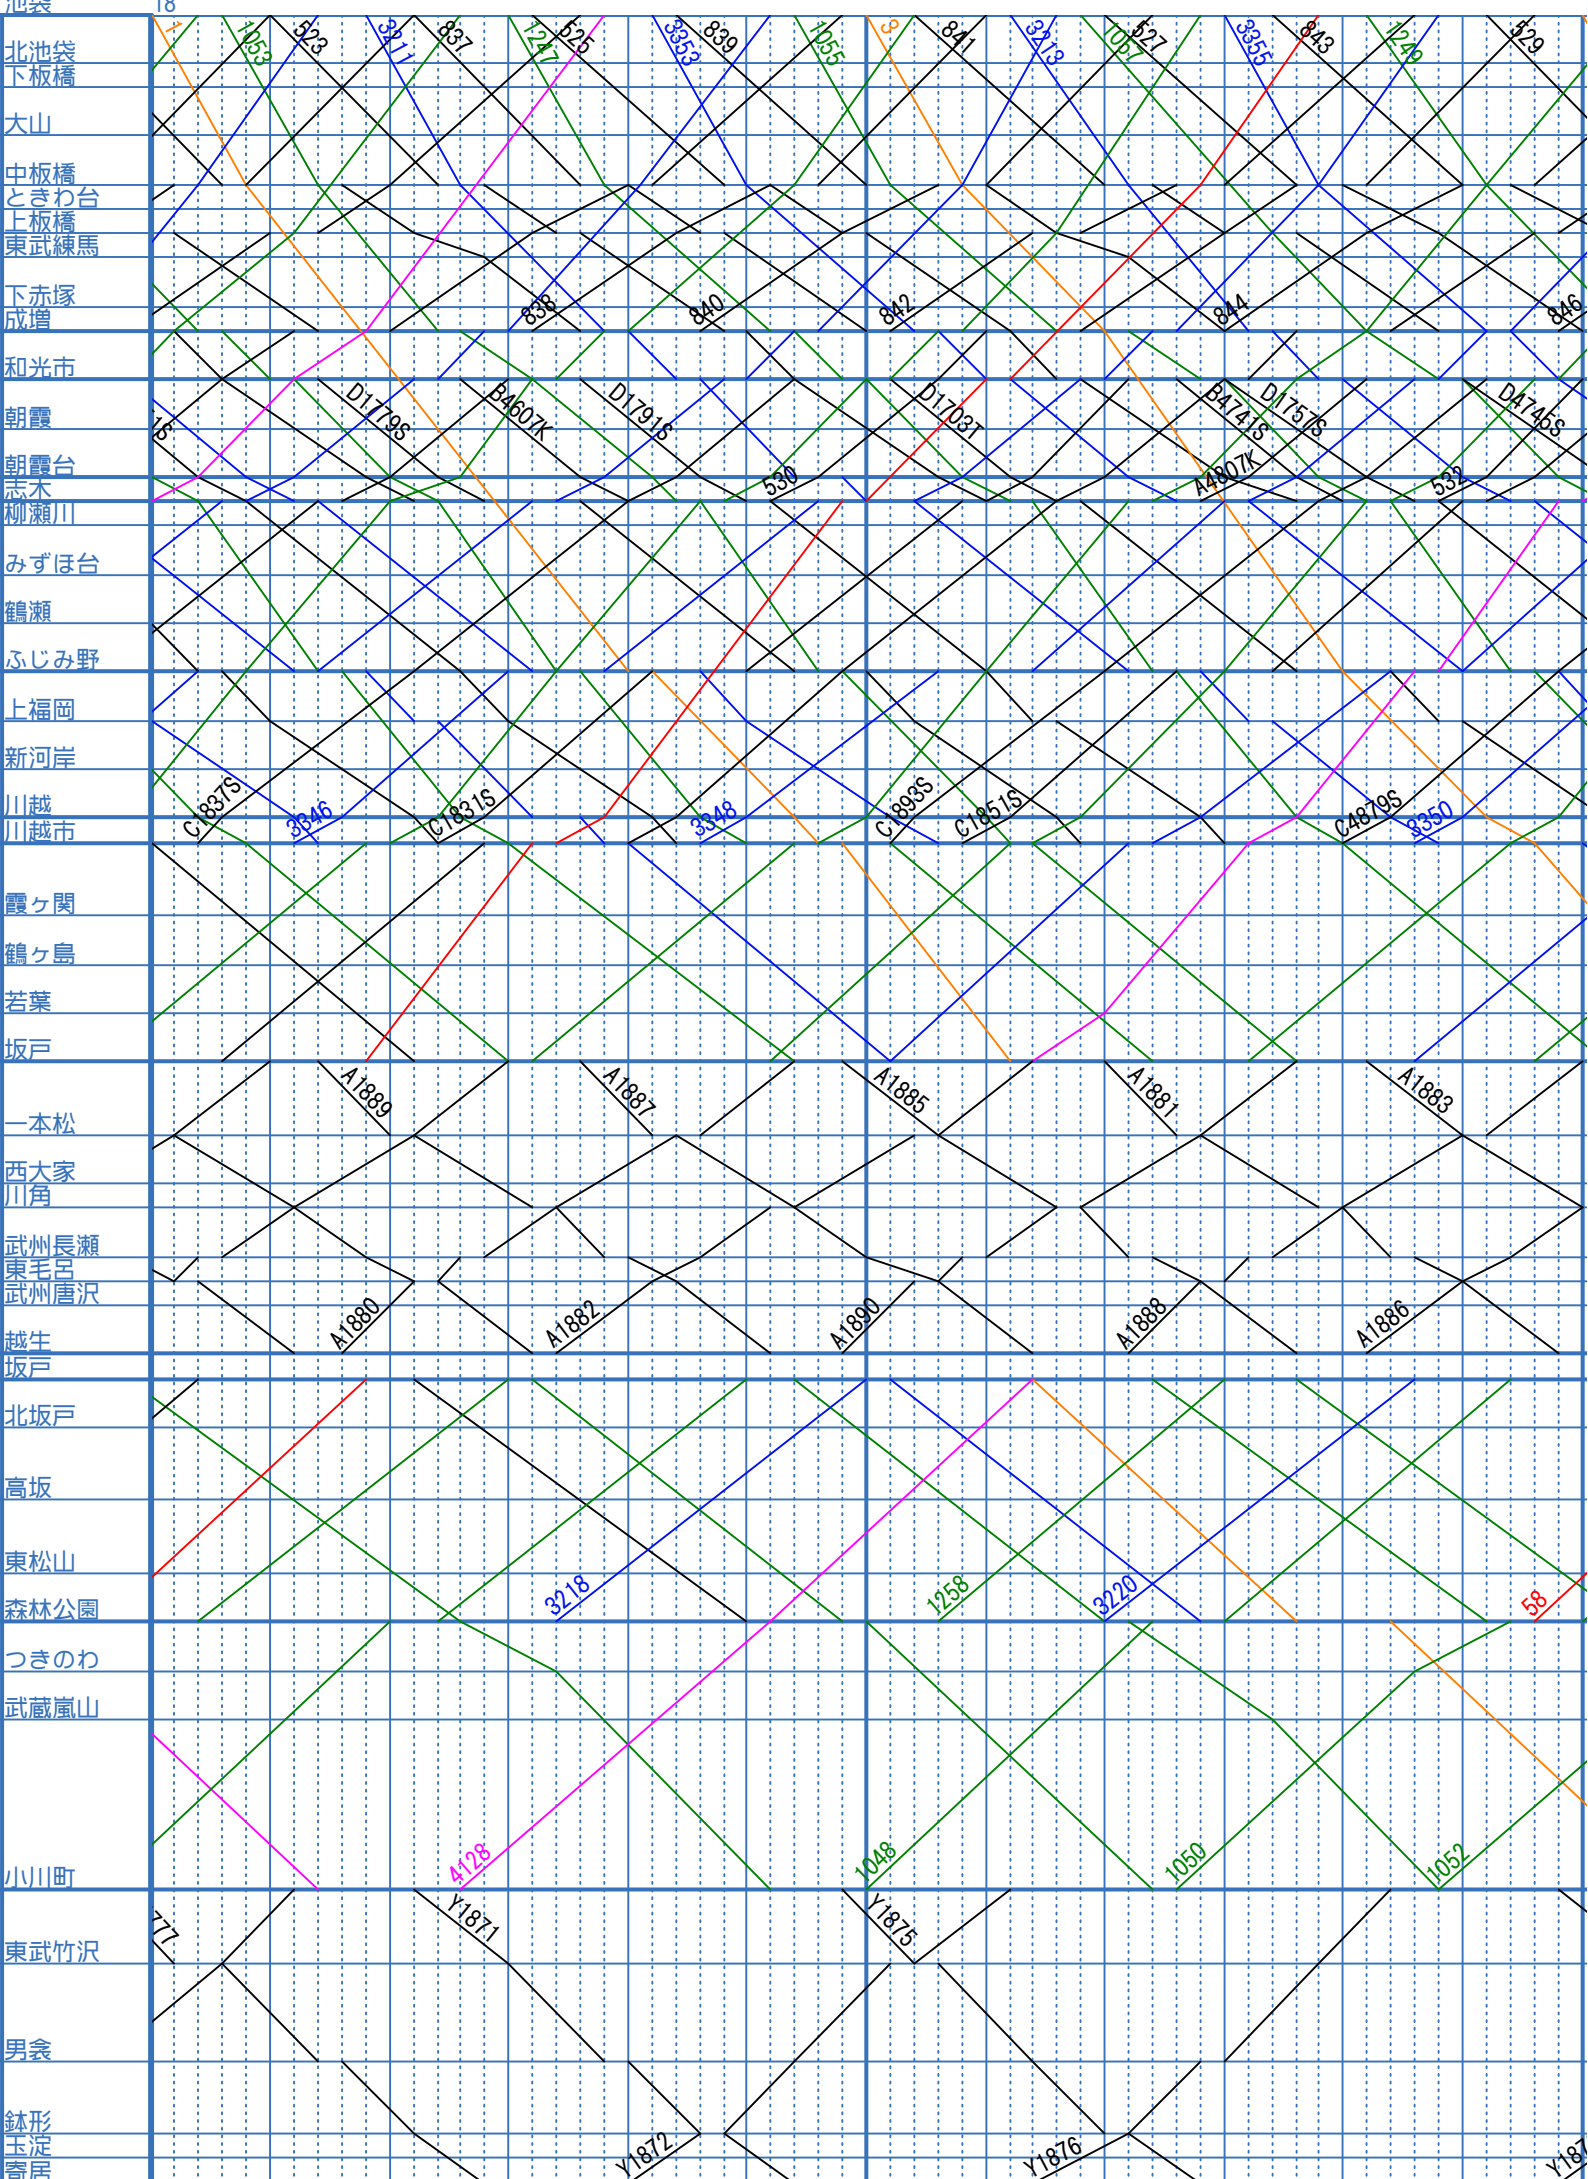 池袋
18
1
1053
523
3211
837
1247
525
3353
839
1055
3
841
3213
1057
527
3355
843
1249
529
北池袋
下板橋
大山
中板橋
ときわ台
上板橋
東武練馬
下赤塚
838
840
842
844
846
成増
和光市
朝霞
1S
D1779S
B4607K
D1791S
D1703T
B4741S
D1757S
D4745S
朝霞台
530
A4807K
532
志木
柳瀬川
みずほ台
鶴瀬
ふじみ野
上福岡
新河岸
川越
C1837S
3346
C1831S
3348
C1893S
C1851S
C4879S
3350
川越市
霞ヶ関
鶴ヶ島
若葉
坂戸
A1889
A1887
A1885
A1881
A1883
一本松
西大家
川角
武州長瀬
東毛呂
武州唐沢
A1880
A1882
A1890
A1888
A1886
越生
坂戸
北坂戸
高坂
東松山
3218
1258
3220
58
森林公園
つきのわ
武蔵嵐山
4128
1048
1050
1052
小川町
777
Y1871
Y1875
東武竹沢
男衾
鉢形
玉淀
Y1872
Y1876
Y187
寄居